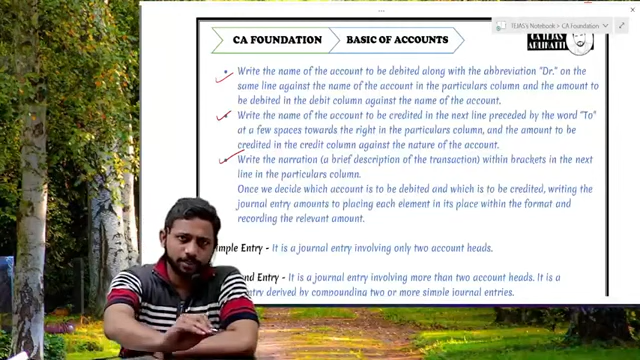 TEJAS's Notebook > CA Foundation
CA FOUNDATION
BASIC OF ACCOUNTS
Write the name of the account to be debited along with the abbreviation "Dr." on the
same line against the name of the account in the particulars column and the amount to
be debited in the debit column against the name of the account.
Write the name of the account to be credited in the next line preceded by the word "To"
at a few spaces towards the right in the particulars column, and the amount to be
credited in the credit column against the nature of the account.
Write the narration (a brief description of the transaction) within brackets in the next
line in the particulars column.
Once we decide which account is to be debited and which is to be credited, writing the
journal entry amounts to placing each element in its place within the format and
recording the relevant amount.
mple Entry - It is a journal entry involving only two account heads.
nd Entry - It is a journal entry involving more than two account heads. It is a
ntry derived by compounding two or more simple journal entries.